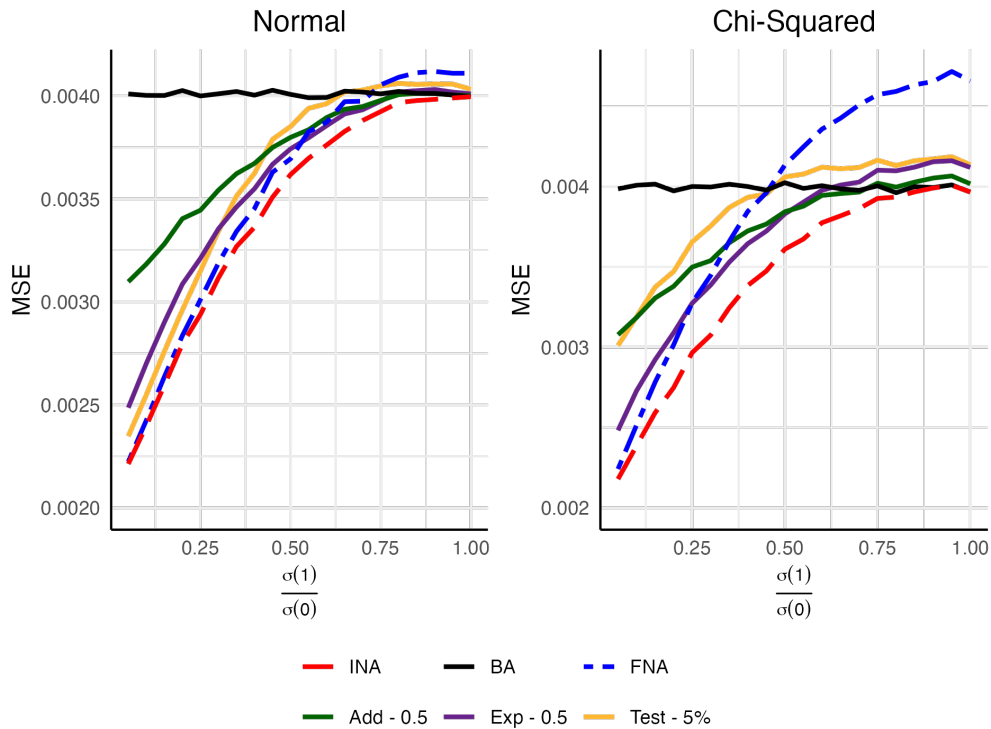 Normal
Chi-Squared
MSE
0.0040
0.0035
0.0030
0.0025
0.0020
0.25 0.50 0.75 1.00
σ(1)
σ(0)
MSE
0.004
0.003
0.002
0.25 0.50 0.75 1.00
σ(1)
σ(0)
INA BA FNA
Add - 0.5 Exp - 0.5 Test - 5%